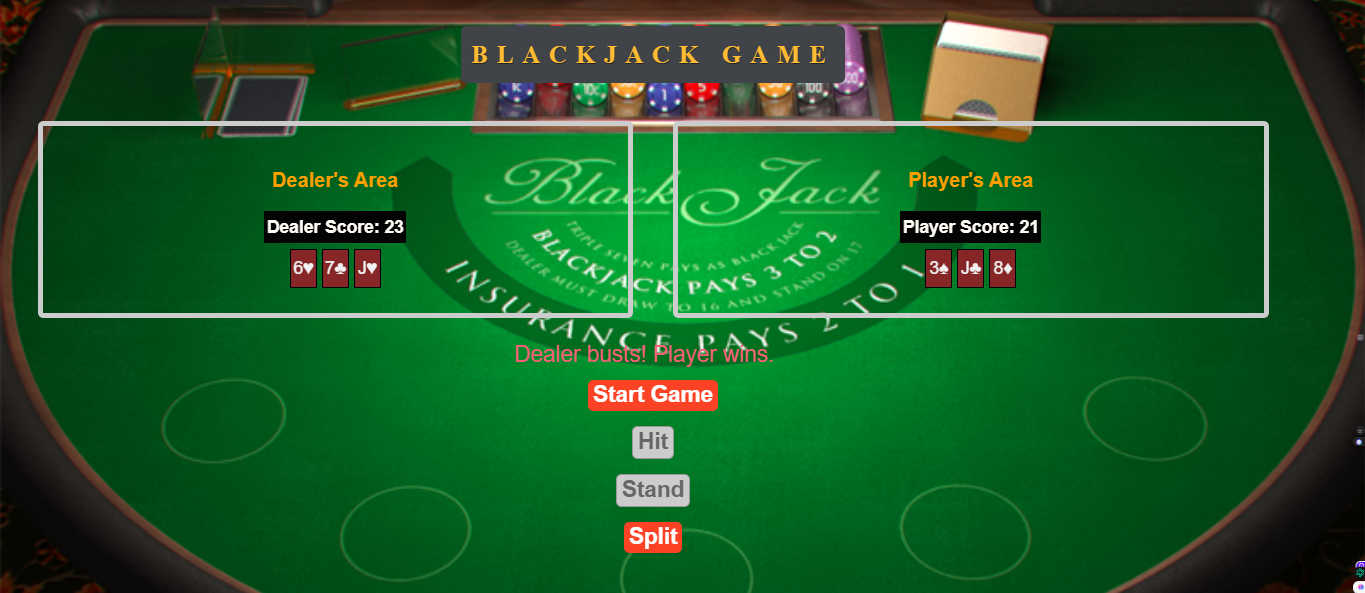 BLACKJACK GAME
Dealer's Area
Dealer Score: 23
6♥ 7♣ J♥
Player's Area
Player Score: 21
3♠ J♣ 8♦
Black Jack
TRIPLE SEVEN PAYS AS BLACK JACK
BLACKJACK PAYS 3 TO 2
DEALER MUST DRAW TO 16 AND STAND ON 17
INSURANCE PAYS 2 TO 1
Dealer busts! Player wins.
Start Game
Hit
Stand
Split